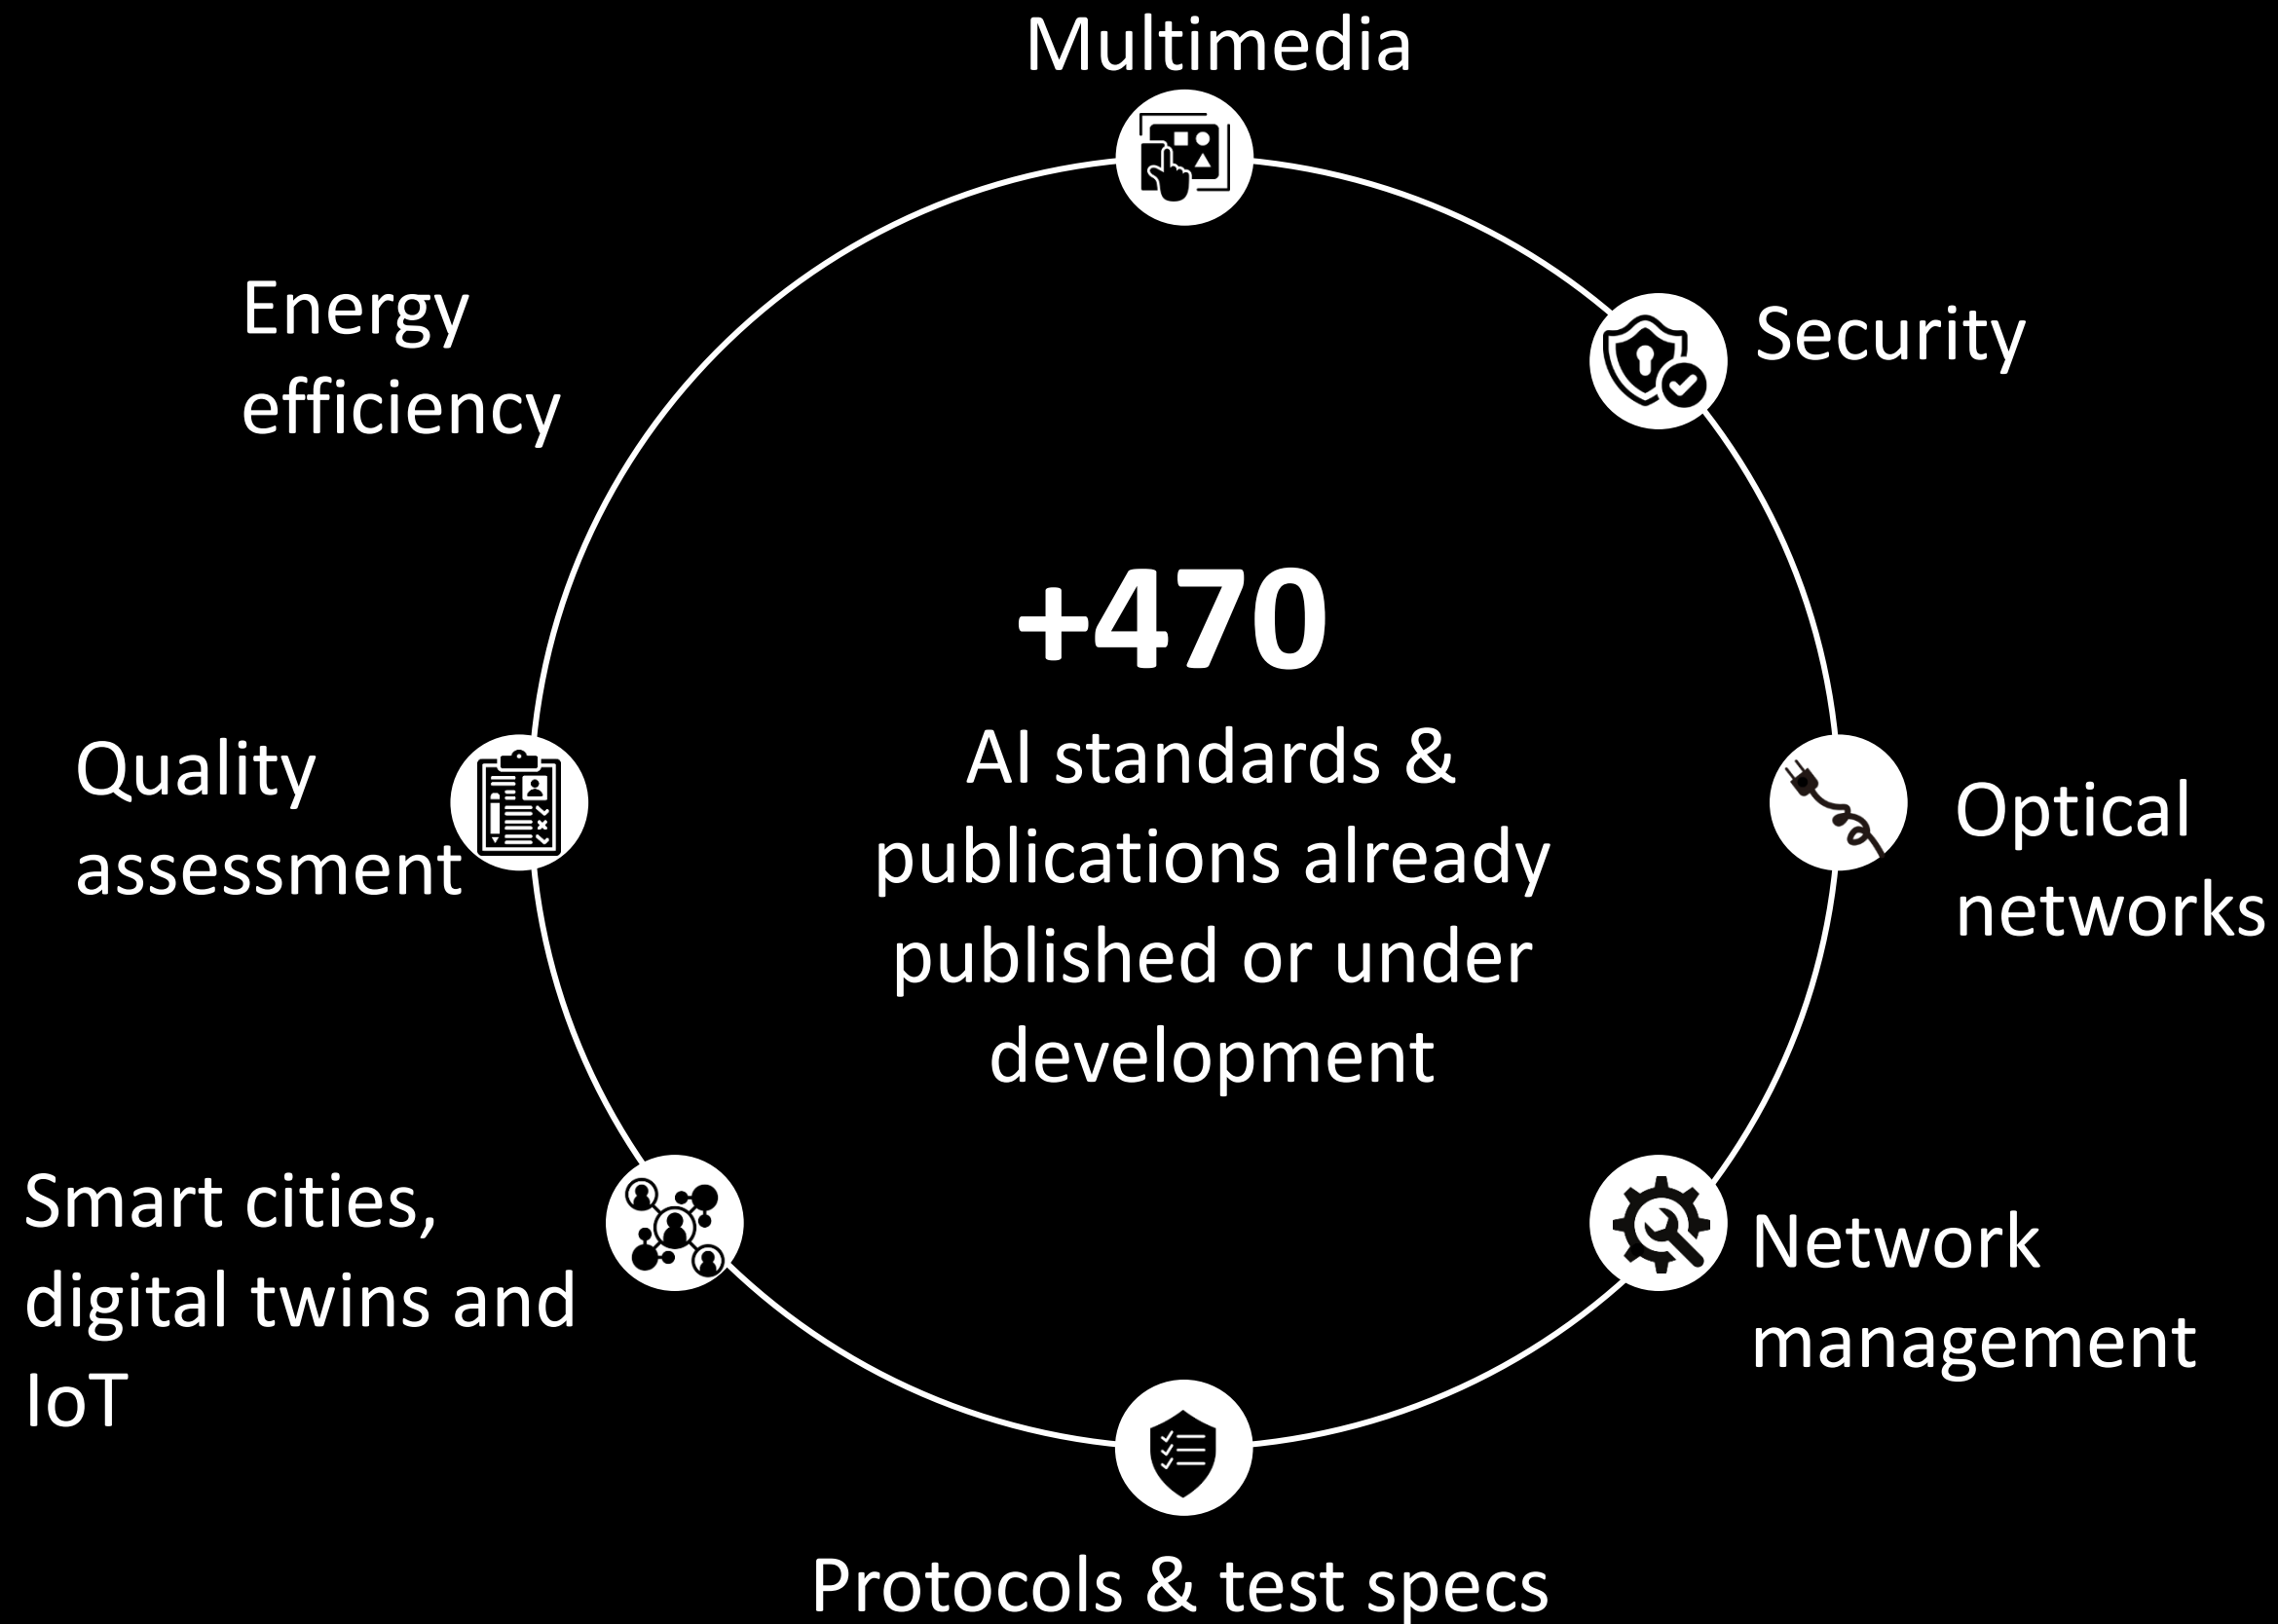 Multimedia
Energy
efficiency
Security
+470
AI standards &
publications already
published or under
development
Quality
assessment
Optical
networks
Smart cities,
digital twins and
IoT
Network
management
Protocols & test specs